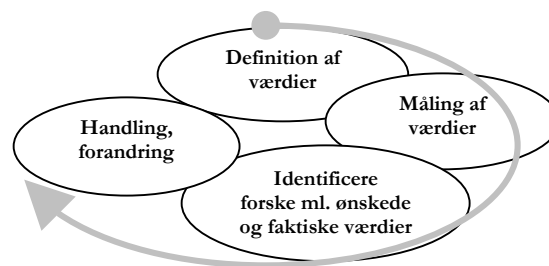 Definition af
værdier
Måling af
værdier
Identificere
forske ml. ønskede
og faktiske værdier
Handling,
forandring